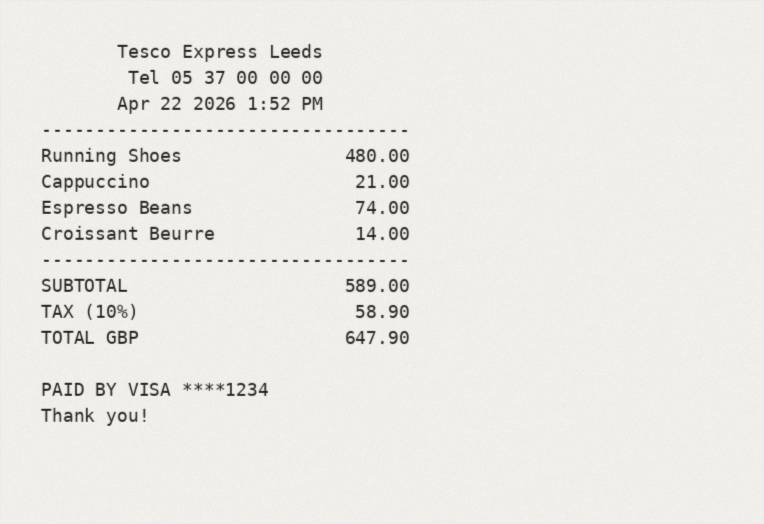 Tesco Express Leeds
Tel 05 37 00 00 00
Apr 22 2026 1:52 PM
----------------------------------
Running Shoes 480.00
Cappuccino 21.00
Espresso Beans 74.00
Croissant Beurre 14.00
----------------------------------
SUBTOTAL 589.00
TAX (10%) 58.90
TOTAL GBP 647.90
PAID BY VISA ****1234
Thank you!